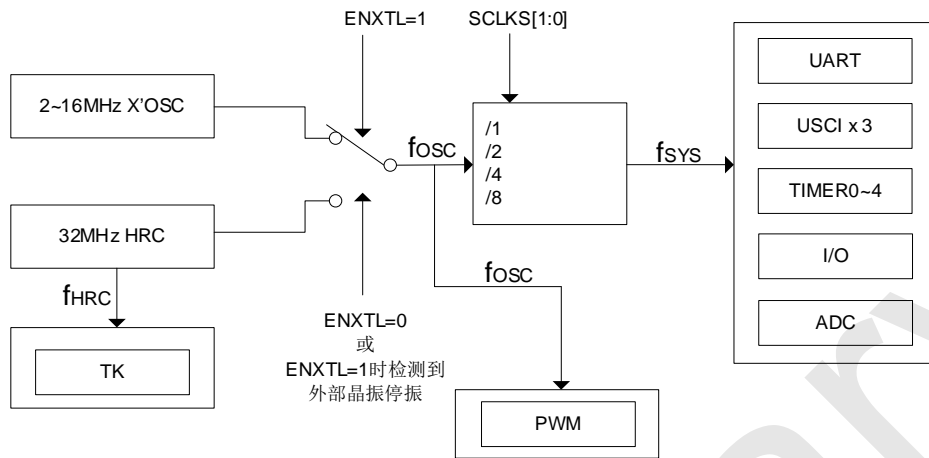 ENXTL=1
SCLKS[1:0]
2~16MHz X'OSC
32MHz HRC
fHRC
TK
fOSC
/1
/2
/4
/8
fSYS
fOSC
ENXTL=0
或
ENXTL=1时检测到
外部晶振停振
PWM
UART
USCI x 3
TIMER0~4
I/O
ADC